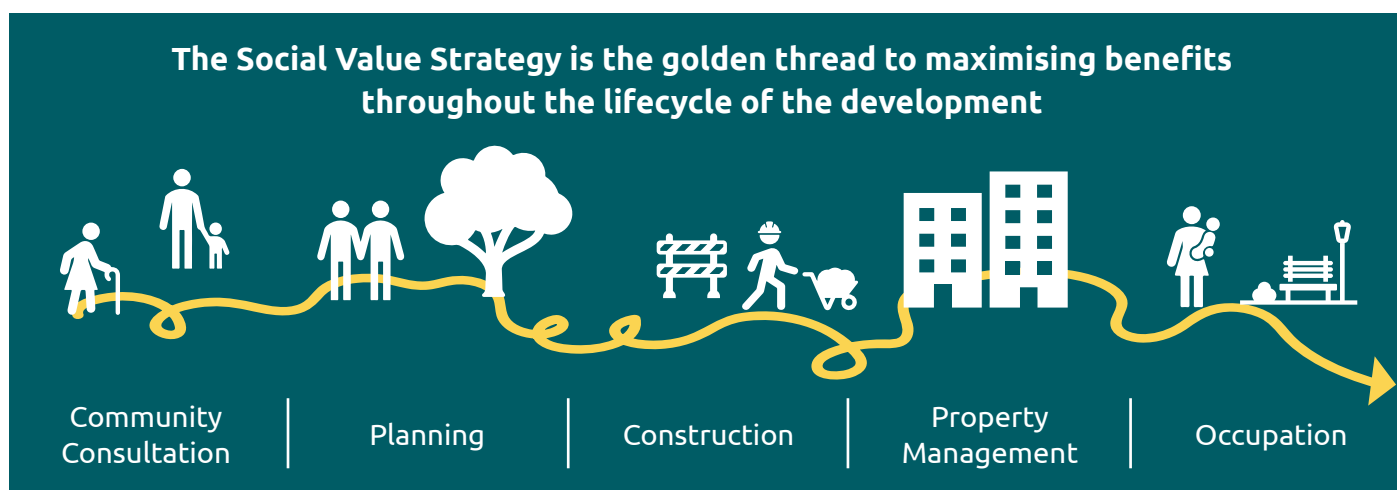 The Social Value Strategy is the golden thread to maximising benefits
throughout the lifecycle of the development
Community
Consultation
Planning
Construction
Property
Management
Occupation